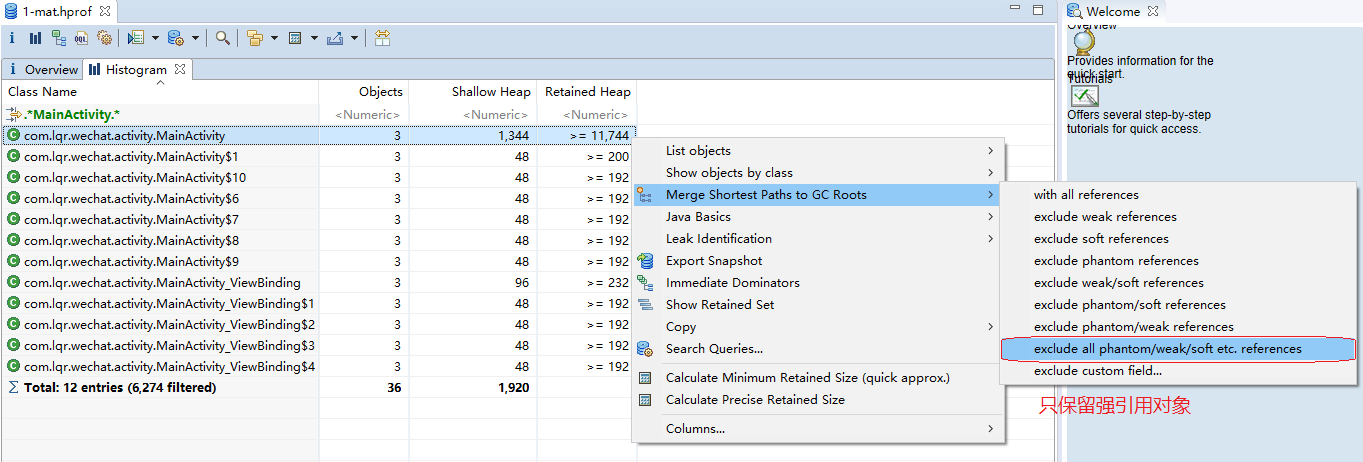 1-mat.hprof
Welcome
i
OQL
Overview
Provides information for the
quick start.
Tutorials
Offers several step-by-step
tutorials for quick access.
i Overview Histogram
Class Name Objects Shallow Heap Retained Heap
.*MainActivity.* <Numeric> <Numeric> <Numeric>
C com.lqr.wechat.activity.MainActivity 3 1,344 >= 11,744
C com.lqr.wechat.activity.MainActivity$1 3 48 >= 200
C com.lqr.wechat.activity.MainActivity$10 3 48 >= 192
C com.lqr.wechat.activity.MainActivity$6 3 48 >= 192
C com.lqr.wechat.activity.MainActivity$7 3 48 >= 192
C com.lqr.wechat.activity.MainActivity$8 3 48 >= 192
C com.lqr.wechat.activity.MainActivity$9 3 48 >= 192
C com.lqr.wechat.activity.MainActivity_ViewBinding 3 96 >= 232
C com.lqr.wechat.activity.MainActivity_ViewBinding$1 3 48 >= 192
C com.lqr.wechat.activity.MainActivity_ViewBinding$2 3 48 >= 192
C com.lqr.wechat.activity.MainActivity_ViewBinding$3 3 48 >= 192
C com.lqr.wechat.activity.MainActivity_ViewBinding$4 3 48 >= 192
∑ Total: 12 entries (6,274 filtered) 36 1,920
List objects
Show objects by class
Merge Shortest Paths to GC Roots
Java Basics
Leak Identification
Export Snapshot
Immediate Dominators
Show Retained Set
Copy
Search Queries...
Calculate Minimum Retained Size (quick approx.)
Calculate Precise Retained Size
Columns...
with all references
exclude weak references
exclude soft references
exclude phantom references
exclude weak/soft references
exclude phantom/soft references
exclude phantom/weak references
exclude all phantom/weak/soft etc. references
exclude custom field...
只保留强引用对象